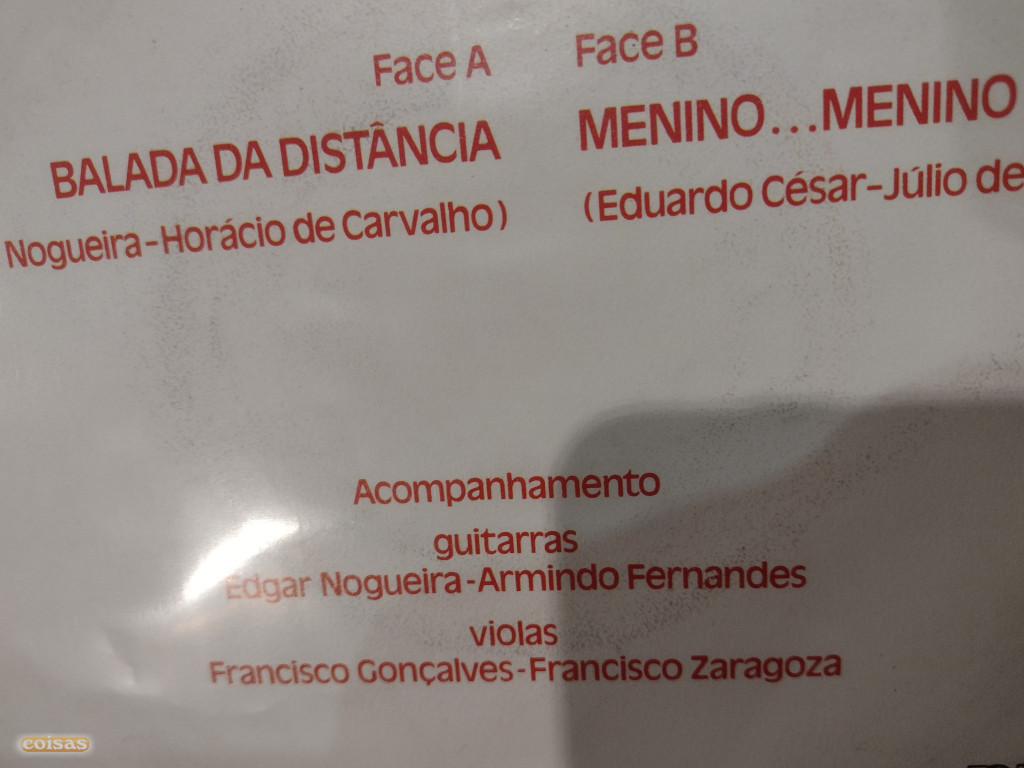 Face A
BALADA DA DISTÂNCIA
Nogueira-Horácio de Carvalho)
Face B
MENINO...MENINO
(Eduardo César-Júlio de
Acompanhamento
guitarras
Edgar Nogueira-Armindo Fernandes
violas
Francisco Gonçalves-Francisco Zaragoza
coisas